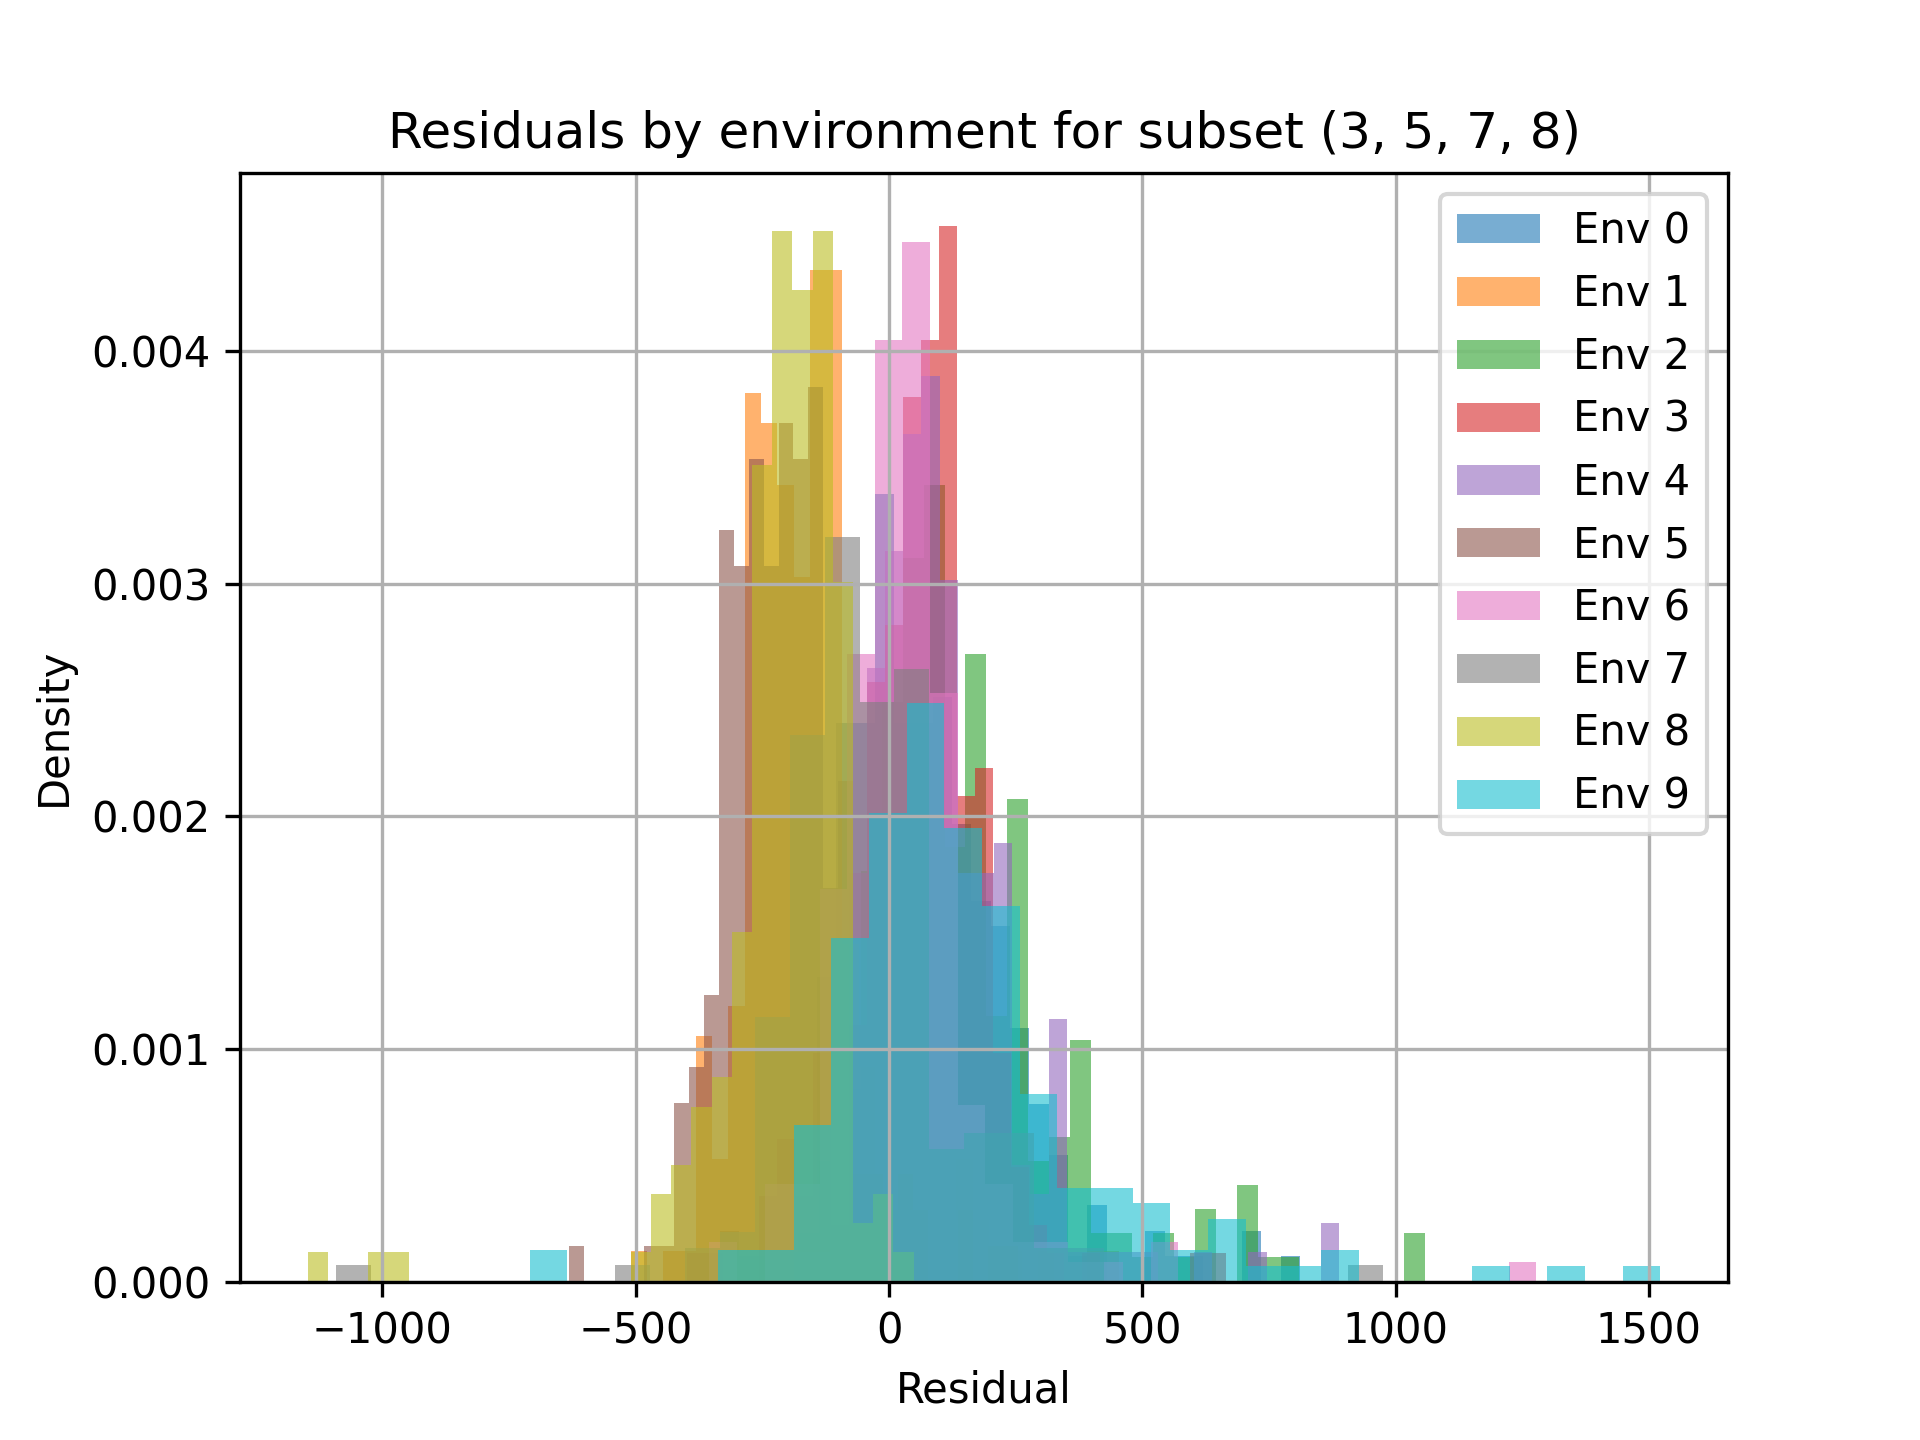 Residuals by environment for subset (3, 5, 7, 8)
Env 0
Env 1
Env 2
Env 3
Env 4
Env 5
Env 6
Env 7
Env 8
Env 9
Density
0.004
0.003
0.002
0.001
0.000
−1000 −500 0 500 1000 1500
Residual